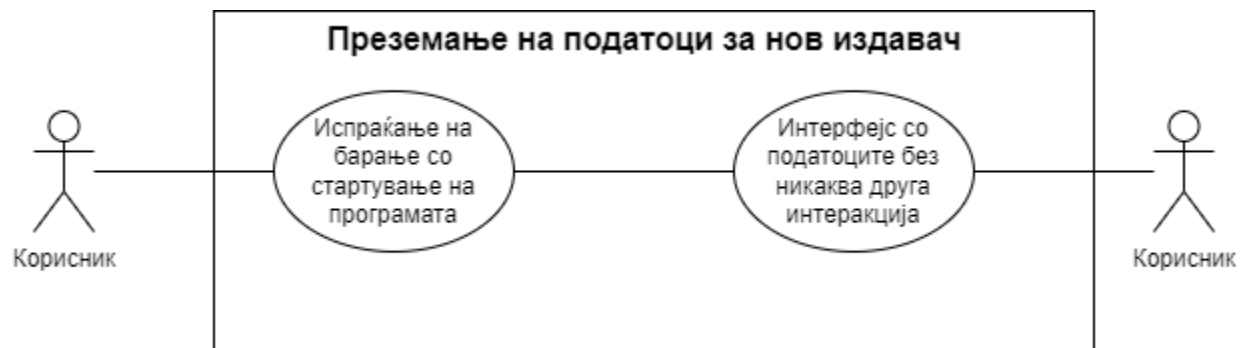 Преземање на податоци за нов издавач
Испраќање на
барање со
стартување на
програмата
Интерфејс со
податоците без
никаква друга
интеракција
Корисник
Корисник